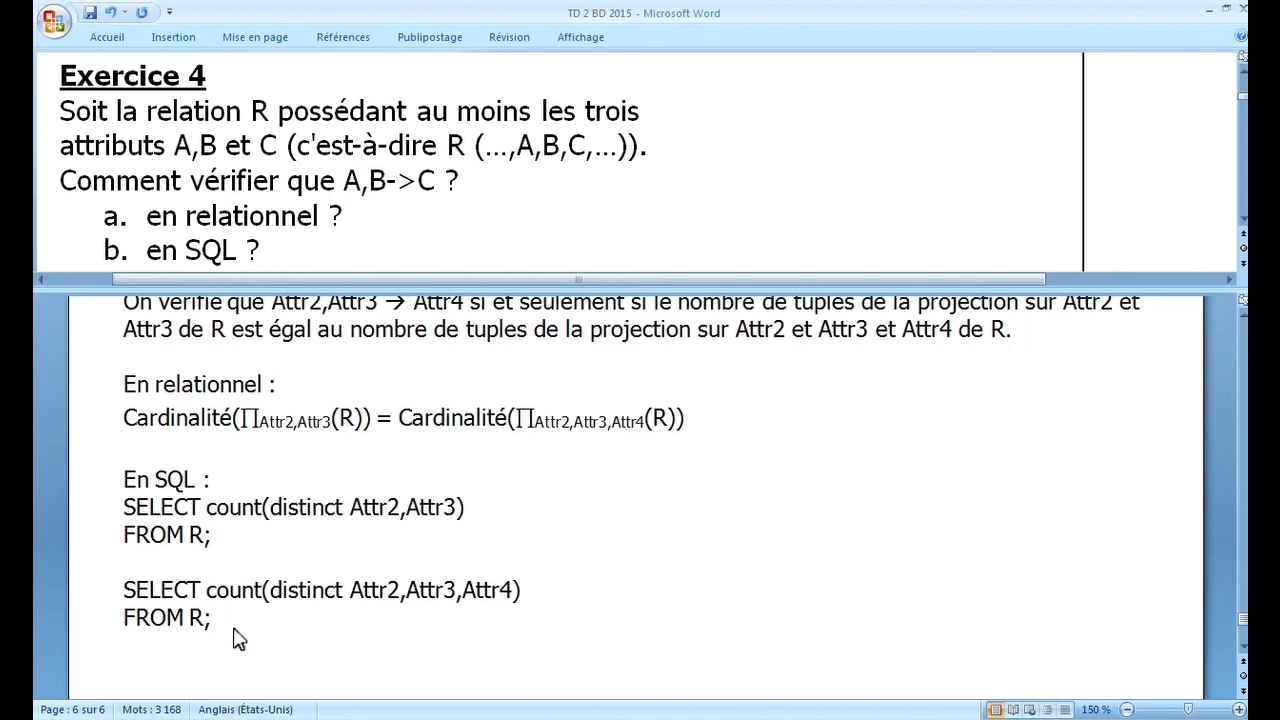 TD 2 BD 2015 - Microsoft Word
Accueil Insertion Mise en page Références Publipostage Révision Affichage
Exercice 4
Soit la relation R possédant au moins les trois
attributs A,B et C (c'est-à-dire R (...,A,B,C,...)).
Comment vérifier que A,B->C ?
a. en relationnel ?
b. en SQL ?
On vérifie que Attr2,Attr3 → Attr4 si et seulement si le nombre de tuples de la projection sur Attr2 et
Attr3 de R est égal au nombre de tuples de la projection sur Attr2 et Attr3 et Attr4 de R.
En relationnel :
Cardinalité(∏Attr2,Attr3(R)) = Cardinalité(∏Attr2,Attr3,Attr4(R))
En SQL :
SELECT count(distinct Attr2,Attr3)
FROM R;
SELECT count(distinct Attr2,Attr3,Attr4)
FROM R;
Page : 6 sur 6 Mots : 3 168 Anglais (États-Unis) 150 %